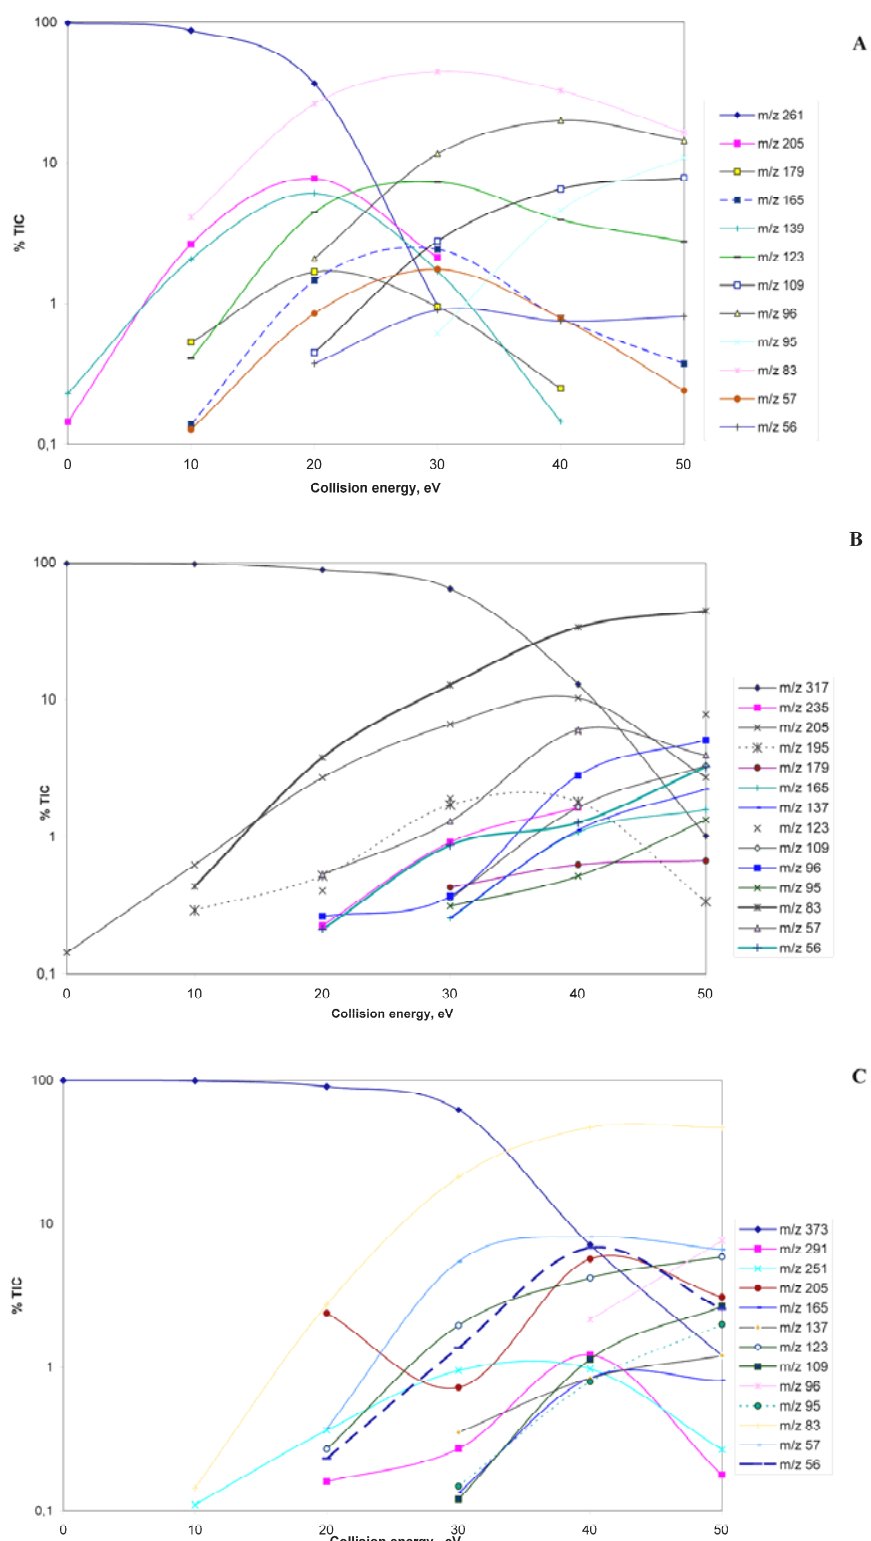 A
100
10
1
0,1
% TIC
0 10 20 30 40 50
Collision energy, eV
m/z 261
m/z 205
m/z 179
m/z 165
m/z 139
m/z 123
m/z 109
m/z 96
m/z 95
m/z 83
m/z 57
m/z 56
B
100
10
1
0,1
% TIC
0 10 20 30 40 50
Collision energy, eV
m/z 317
m/z 235
m/z 205
m/z 195
m/z 179
m/z 165
m/z 137
m/z 123
m/z 109
m/z 96
m/z 95
m/z 83
m/z 57
m/z 56
C
100
10
1
0,1
% TIC
0 10 20 30 40 50
Collision energy, eV
m/z 373
m/z 291
m/z 251
m/z 205
m/z 165
m/z 137
m/z 123
m/z 109
m/z 96
m/z 95
m/z 83
m/z 57
m/z 56